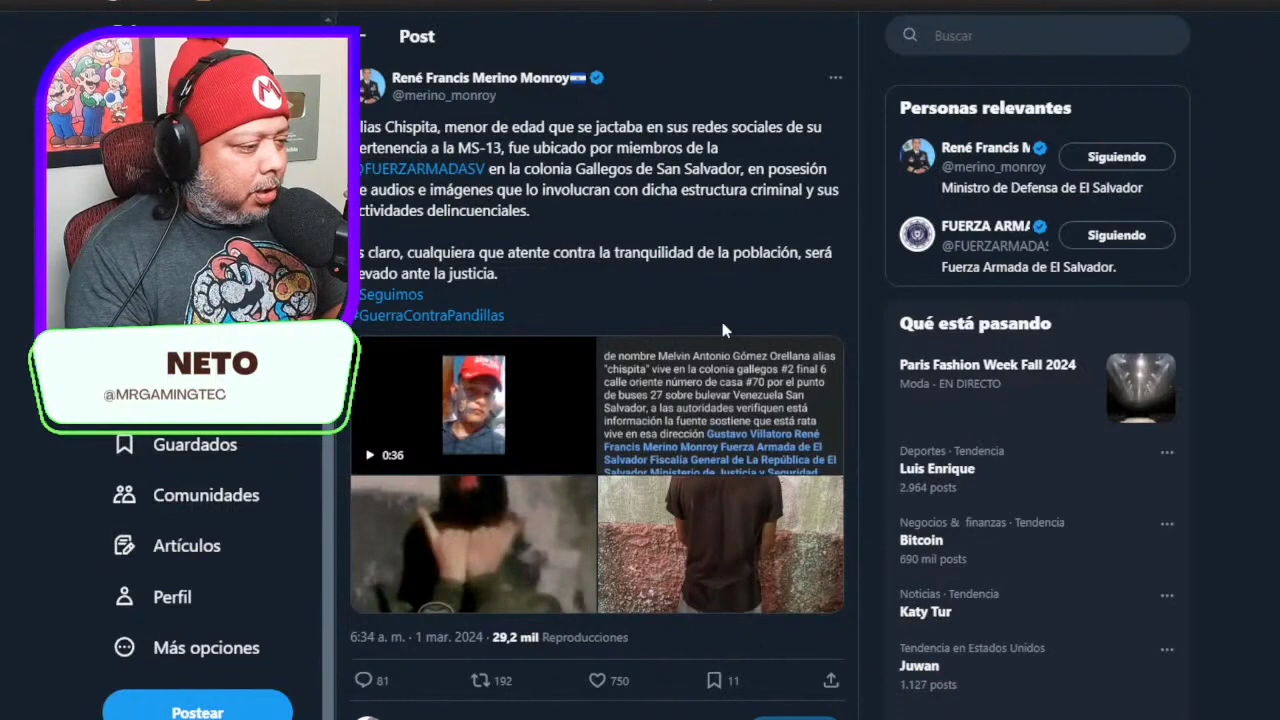 Post
Buscar
René Francis Merino Monroy
@merino_monroy
lias Chispita, menor de edad que se jactaba en sus redes sociales de su
ertenencia a la MS-13, fue ubicado por miembros de la
@FUERZARMADASV en la colonia Gallegos de San Salvador, en posesión
e audios e imágenes que lo involucran con dicha estructura criminal y sus
ctividades delincuenciales.
s claro, cualquiera que atente contra la tranquilidad de la población, será
evado ante la justicia.
Seguimos
#GuerraContraPandillas
0:36
de nombre Melvin Antonio Gómez Orellana alias
"chispita" vive en la colonia gallegos #2 final 6
calle oriente número de casa #70 por el punto
de buses 27 sobre bulevar Venezuela San
Salvador, a las autoridades verifiquen está
información la fuente sostiene que está rata
vive en esa dirección Gustavo Villatoro René
Francis Merino Monroy Fuerza Armada de El
Salvador Fiscalía General de La República de El
Salvador Ministerio de Justicia y Seguridad
6:34 a. m. · 1 mar. 2024 · 29,2 mil Reproducciones
81
192
750
11
M
NETO
@MRGAMINGTEC
Guardados
Comunidades
Artículos
Perfil
Más opciones
Postear
Personas relevantes
René Francis M
@merino_monroy
Siguiendo
Ministro de Defensa de El Salvador
FUERZA ARMA
@FUERZARMADAS
Siguiendo
Fuerza Armada de El Salvador.
Qué está pasando
Paris Fashion Week Fall 2024
Moda · EN DIRECTO
Deportes · Tendencia
Luis Enrique
2.964 posts
Negocios & finanzas · Tendencia
Bitcoin
690 mil posts
Noticias · Tendencia
Katy Tur
Tendencia en Estados Unidos
Juwan
1.127 posts